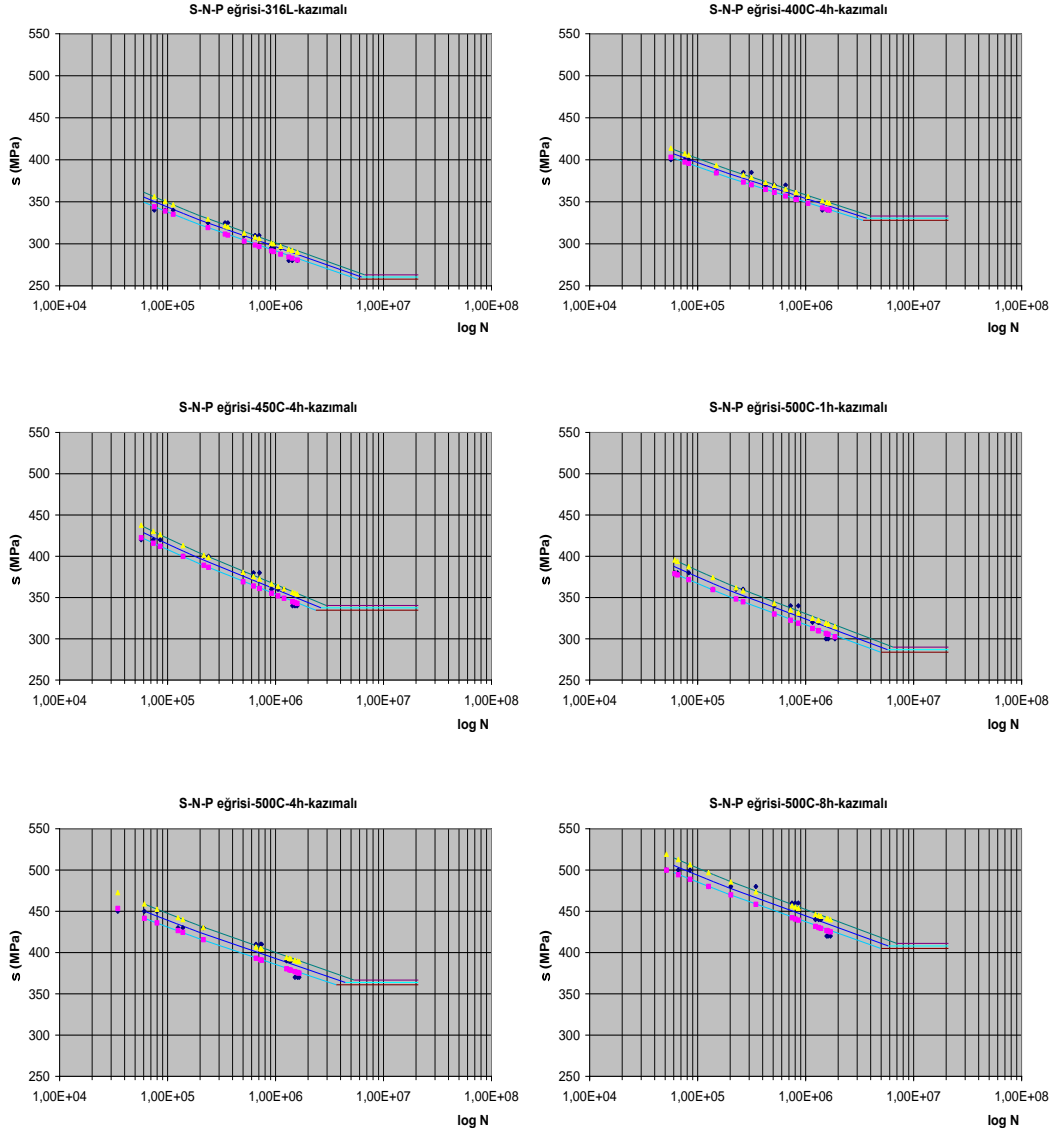 S-N-P eğrisi-316L-kazımalı
550
500
450
400
350
300
250
s (MPa)
1,00E+04 1,00E+05 1,00E+06 1,00E+07 1,00E+08
log N
S-N-P eğrisi-400C-4h-kazımalı
550
500
450
400
350
300
250
s (MPa)
1,00E+04 1,00E+05 1,00E+06 1,00E+07 1,00E+08
log N
S-N-P eğrisi-450C-4h-kazımalı
550
500
450
400
350
300
250
s (MPa)
1,00E+04 1,00E+05 1,00E+06 1,00E+07 1,00E+08
log N
S-N-P eğrisi-500C-1h-kazımalı
550
500
450
400
350
300
250
s (MPa)
1,00E+04 1,00E+05 1,00E+06 1,00E+07 1,00E+08
log N
S-N-P eğrisi-500C-4h-kazımalı
550
500
450
400
350
300
250
s (MPa)
1,00E+04 1,00E+05 1,00E+06 1,00E+07 1,00E+08
log N
S-N-P eğrisi-500C-8h-kazımalı
550
500
450
400
350
300
250
s (MPa)
1,00E+04 1,00E+05 1,00E+06 1,00E+07 1,00E+08
log N